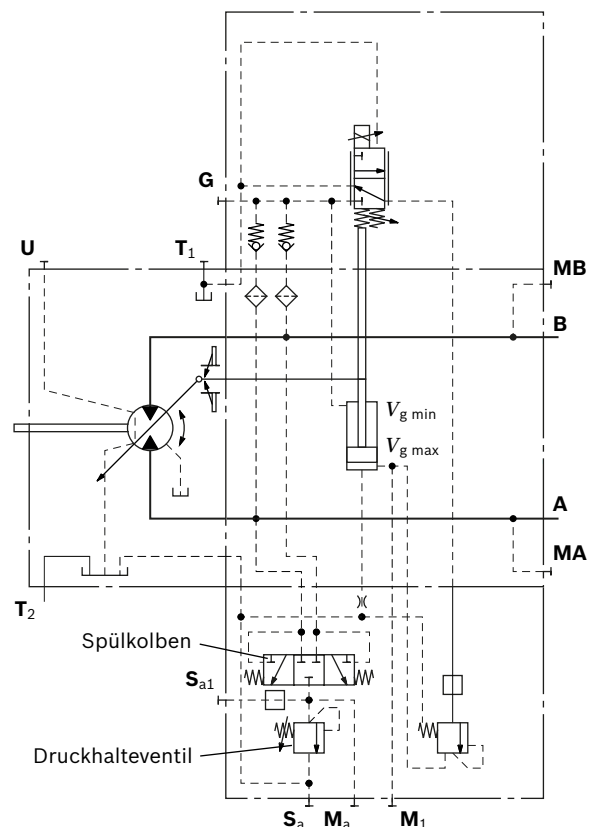 G
U
T1
MB
B
Vg min
Vg max
A
MA
T2
Spülkolben
Sa1
Druckhalteventil
Sa
Ma
M1